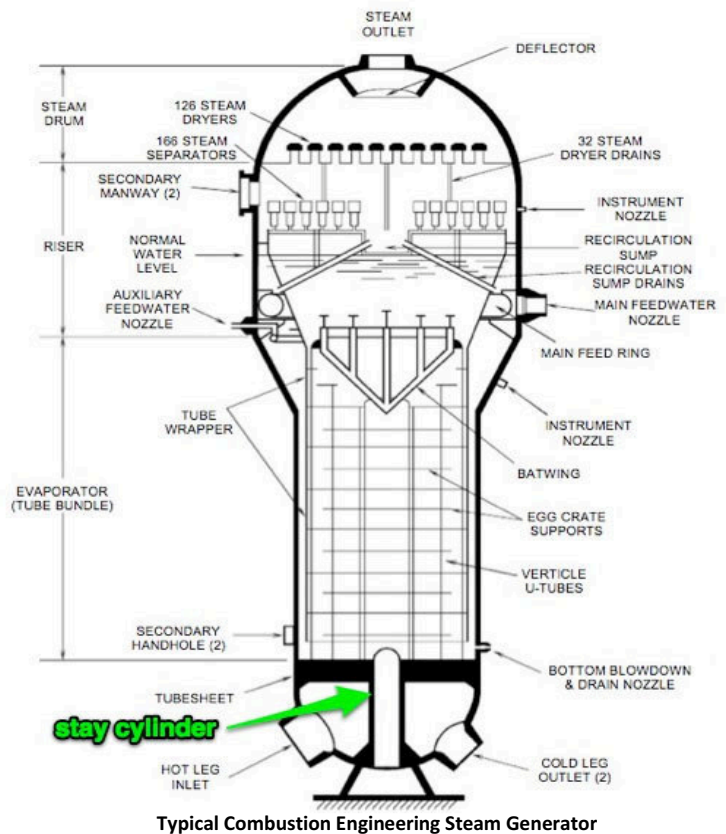 STEAM
OUTLET
DEFLECTOR
STEAM
DRUM
126 STEAM
DRYERS
166 STEAM
SEPARATORS
32 STEAM
DRYER DRAINS
SECONDARY
MANWAY (2)
INSTRUMENT
NOZZLE
RISER
NORMAL
WATER
LEVEL
RECIRCULATION
SUMP
RECIRCULATION
SUMP DRAINS
AUXILIARY
FEEDWATER
NOZZLE
MAIN FEEDWATER
NOZZLE
MAIN FEED RING
TUBE
WRAPPER
INSTRUMENT
NOZZLE
BATWING
EVAPORATOR
(TUBE BUNDLE)
EGG CRATE
SUPPORTS
VERTICLE
U-TUBES
SECONDARY
HANDHOLE (2)
BOTTOM BLOWDOWN
& DRAIN NOZZLE
TUBESHEET
stay cylinder
HOT LEG
INLET
COLD LEG
OUTLET (2)
Typical Combustion Engineering Steam Generator